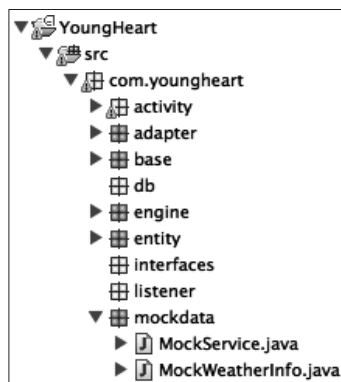 YoungHeart
src
com.youngheart
activity
adapter
base
db
engine
entity
interfaces
listener
mockdata
MockService.java
MockWeatherInfo.java